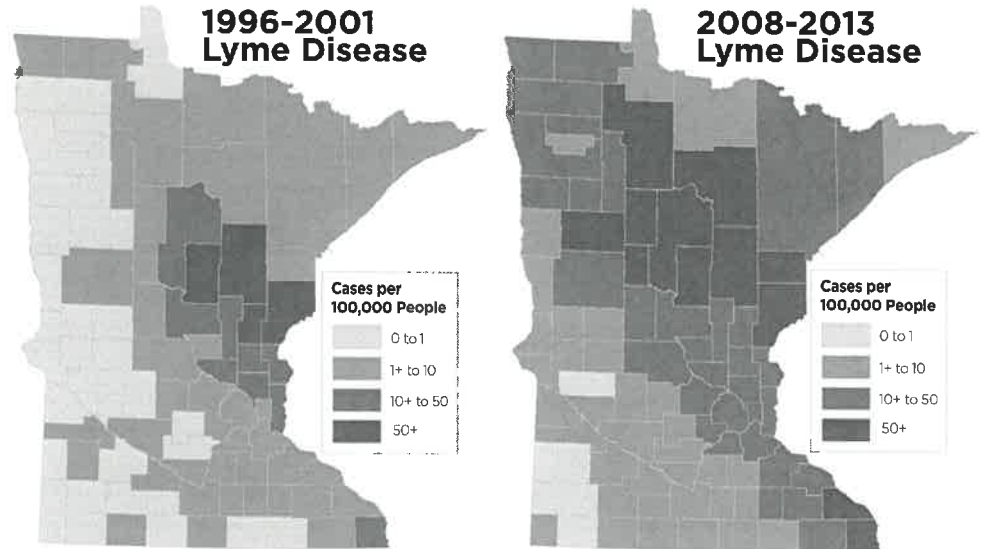 1996-2001
Lyme Disease
Cases per
100,000 People
0 to 1
1+ to 10
10+ to 50
50+
2008-2013
Lyme Disease
Cases per
100,000 People
0 to 1
1+ to 10
10+ to 50
50+